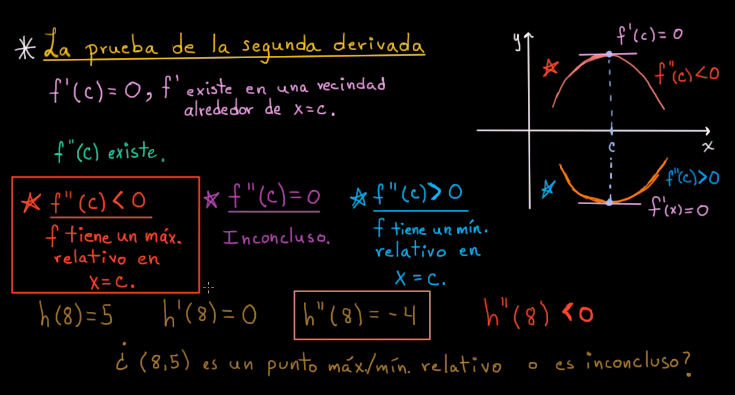 * La prueba de la segunda derivada
f'(c) = 0, f' existe en una vecindad
alrededor de x=c.
f"(c) existe.
f"(c) < 0
f tiene un máx.
relativo en
x=c.
f"(c) = 0
Inconcluso.
f"(c) > 0
f tiene un mín.
relativo en
x = c.
y
f'(c) = 0
f"(c) < 0
c
x
f"(c) > 0
f'(x) = 0
h(8) = 5 h'(8) = 0 h"(8) = -4 h"(8) < 0
¿ (8,5) es un punto máx./mín. relativo o es inconcluso?